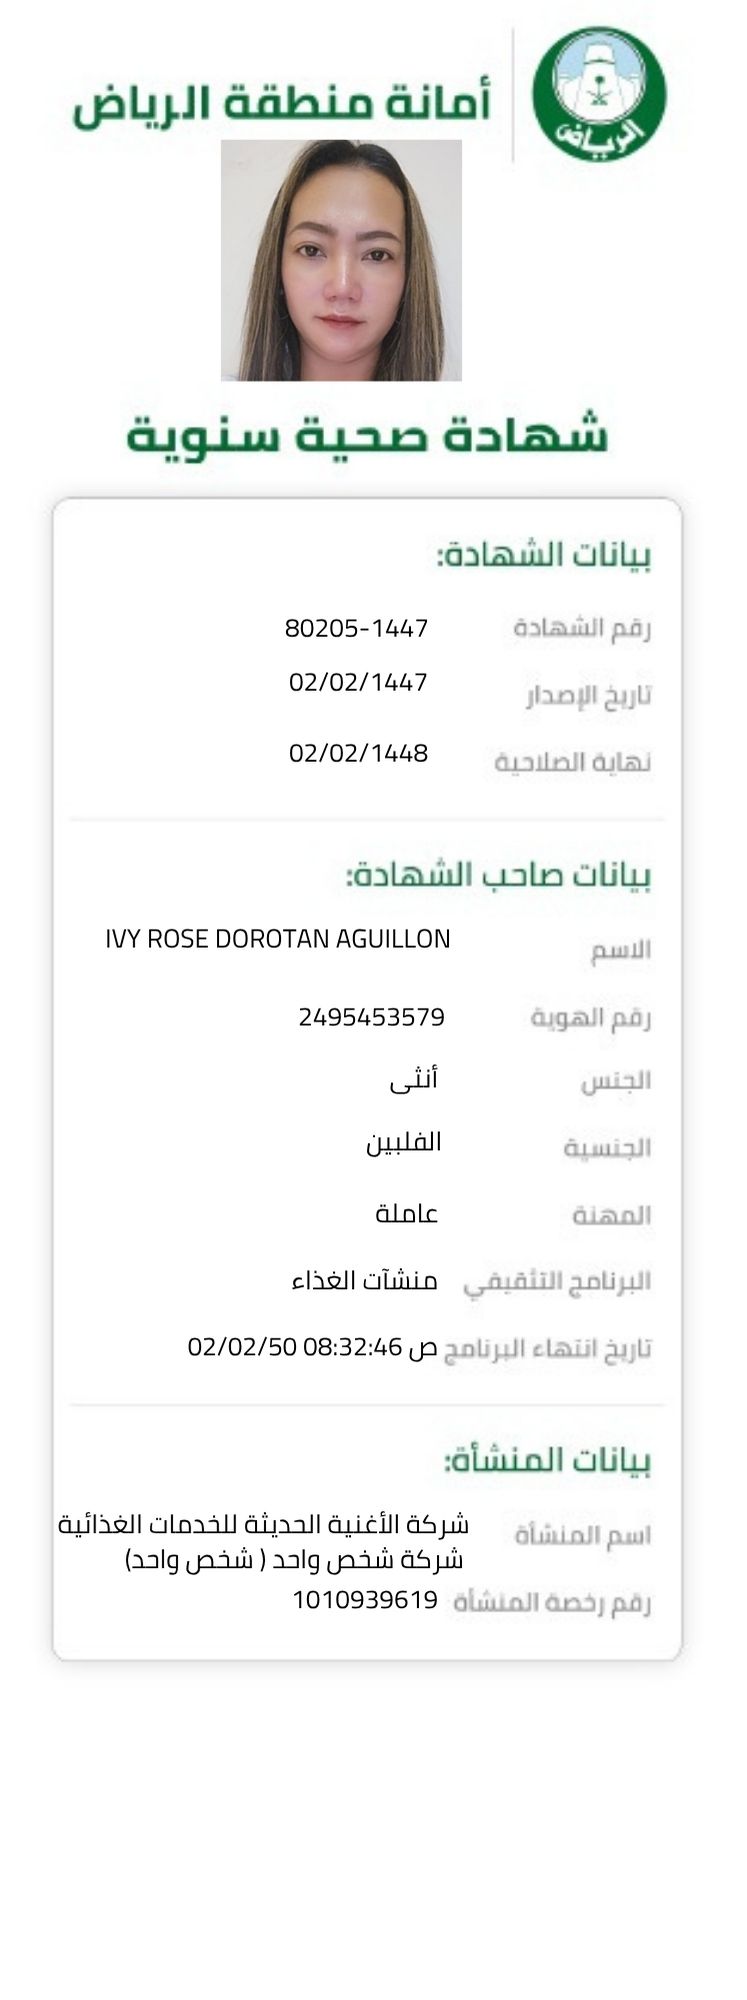 أمانة منطقة الرياض
الرياض
شهادة صحية سنوية
بيانات الشهادة:
رقم الشهادة 80205-1447
تاريخ الإصدار 02/02/1447
نهاية الصلاحية 02/02/1448
بيانات صاحب الشهادة:
الاسم IVY ROSE DOROTAN AGUILLON
رقم الهوية 2495453579
الجنس أنثى
الجنسية الفلبين
المهنة عاملة
البرنامج التثقيفي منشآت الغذاء
تاريخ انتهاء البرنامج ص 08:32:46 02/02/50
بيانات المنشأة:
اسم المنشأة شركة الأغنية الحديثة للخدمات الغذائية
شركة شخص واحد ( شخص واحد)
رقم رخصة المنشأة 1010939619